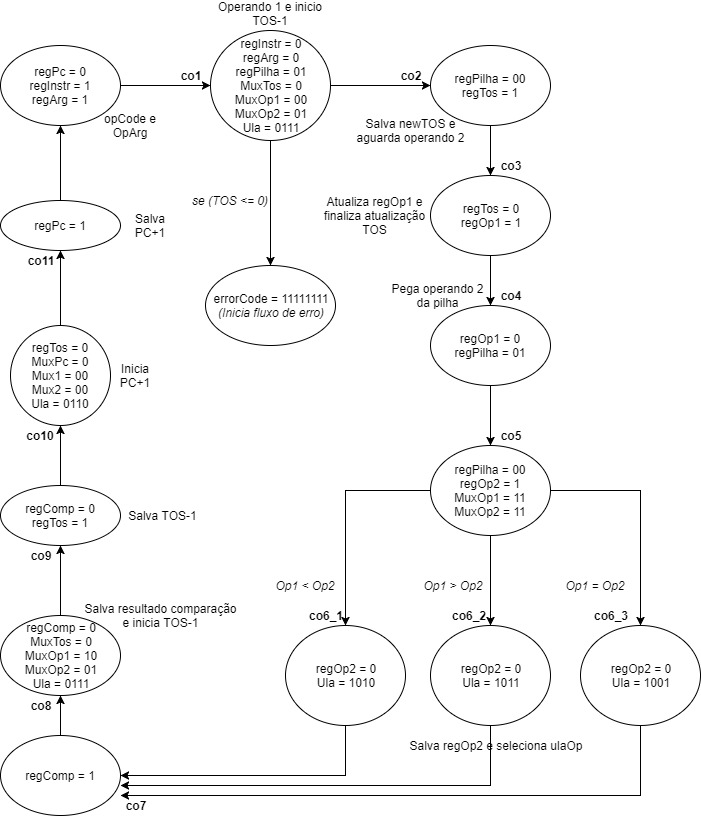 Operando 1 e inicio
TOS-1
regPc = 0
regInstr = 1
regArg = 1
opCode e
OpArg
co1
regInstr = 0
regArg = 0
regPilha = 01
MuxTos = 0
MuxOp1 = 00
MuxOp2 = 01
Ula = 0111
co2
regPilha = 00
regTos = 1
Salva newTOS e
aguarda operando 2
co3
se (TOS <= 0)
errorCode = 11111111
(Inicia fluxo de erro)
Atualiza regOp1 e
finaliza atualização
TOS
regTos = 0
regOp1 = 1
Pega operando 2
da pilha
co4
regOp1 = 0
regPilha = 01
co5
regPilha = 00
regOp2 = 1
MuxOp1 = 11
MuxOp2 = 11
Op1 < Op2
Op1 > Op2
Op1 = Op2
co6_1
co6_2
co6_3
regOp2 = 0
Ula = 1010
regOp2 = 0
Ula = 1011
regOp2 = 0
Ula = 1001
Salva regOp2 e seleciona ulaOp
co7
regComp = 1
co8
Salva resultado comparação
e inicia TOS-1
regComp = 0
MuxTos = 0
MuxOp1 = 10
MuxOp2 = 01
Ula = 0111
co9
regComp = 0
regTos = 1
Salva TOS-1
co10
regTos = 0
MuxPc = 0
Mux1 = 00
Mux2 = 00
Ula = 0110
Inicia
PC+1
co11
regPc = 1
Salva
PC+1